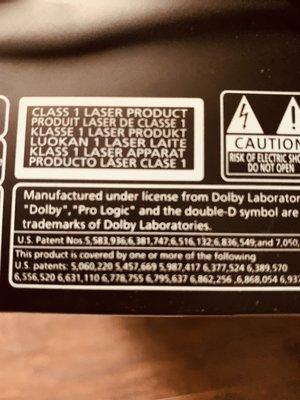 CLASS 1 LASER PRODUCT
PRODUIT LASER DE CLASSE 1
KLASSE 1 LASER PRODUKT
LUOKAN 1 LASER LAITE
KLASS 1 LASER APPARAT
PRODUCTO LASER CLASE 1
CAUTION
RISK OF ELECTRIC SHO
DO NOT OPEN
Manufactured under license from Dolby Laborator
"Dolby", "Pro Logic" and the double-D symbol are
trademarks of Dolby Laboratories.
U.S. Patent Nos.5,583,936,6,381,747,6,516,132,6,836,549,and 7,050,
This product is covered by one or more of the following
U.S. patents: 5,060,220 5,457,669 5,987,417 6,377,524 6,389,570
6,556,520 6,631,110 6,778,755 6,795,637 6,862,256 ,6,868,054 6,937